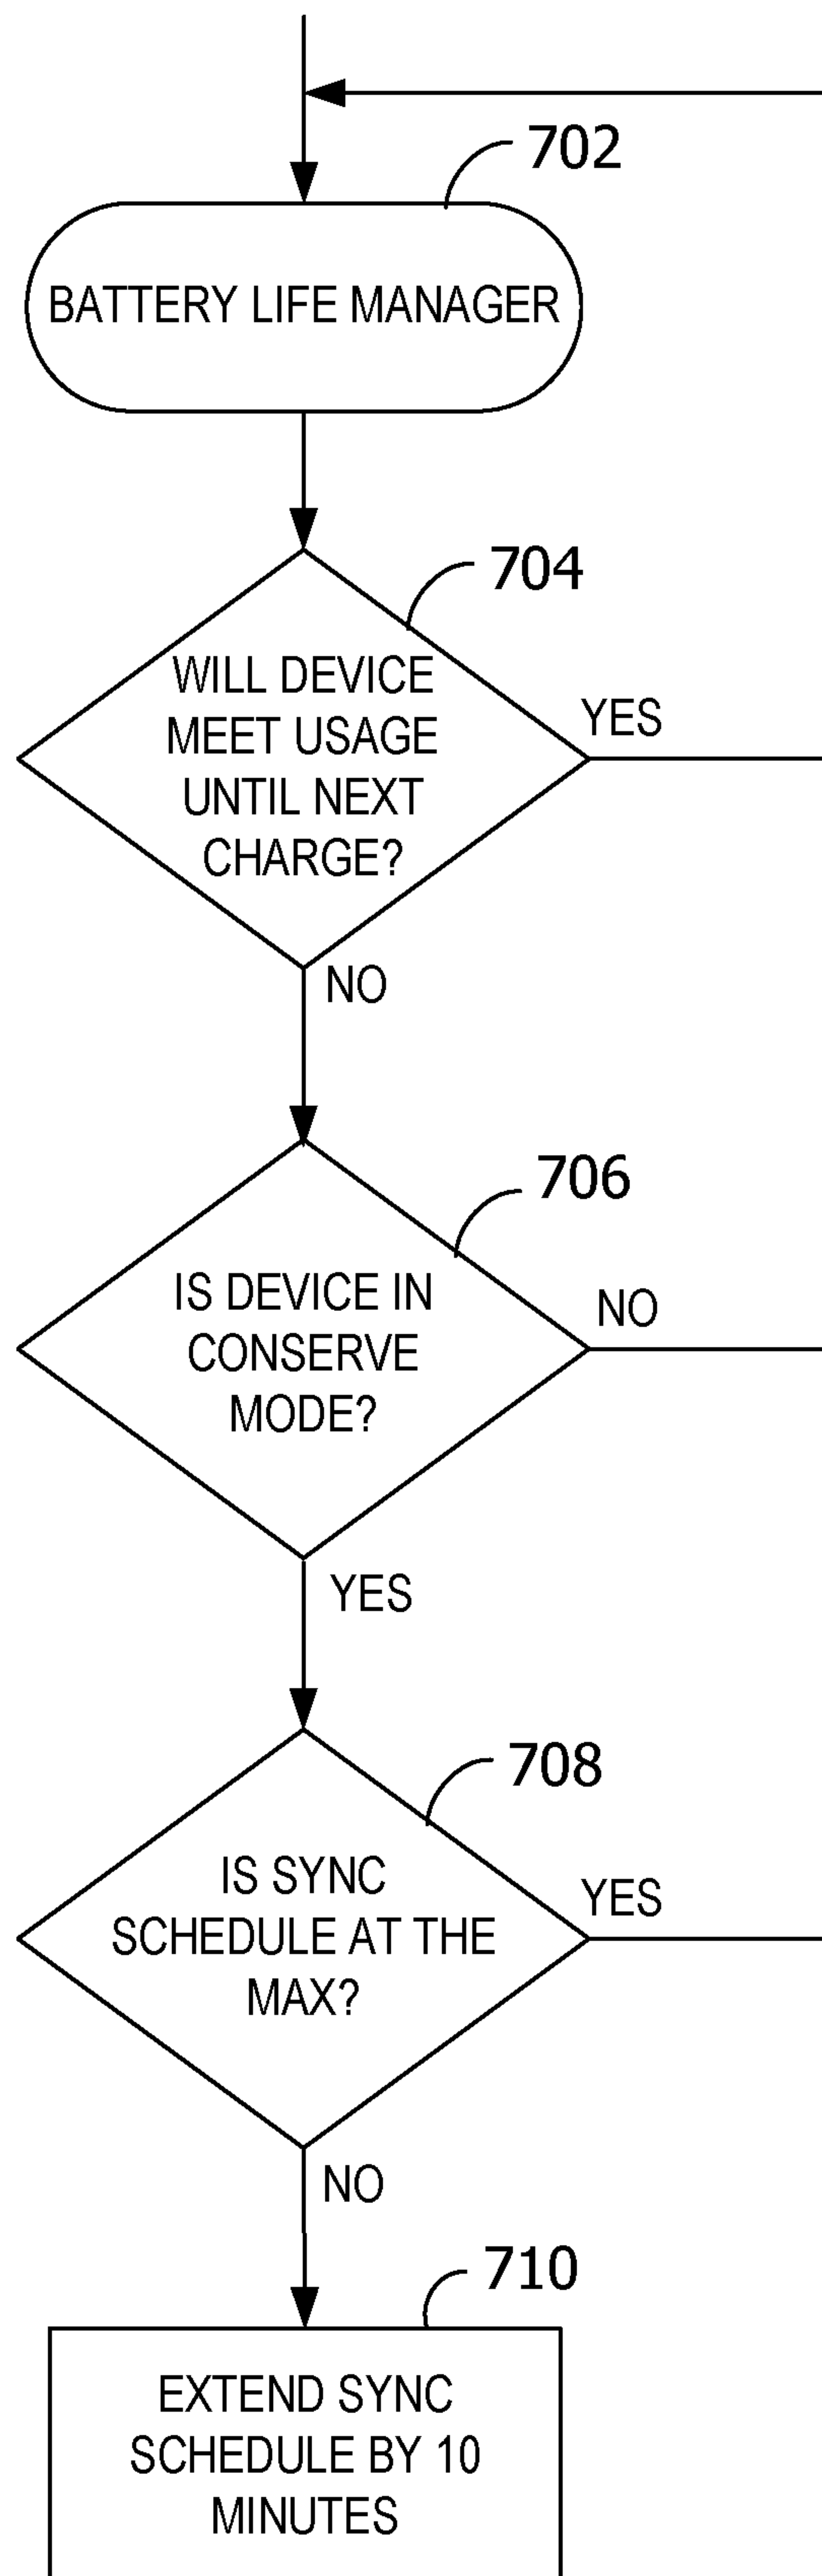 702
BATTERY LIFE MANAGER
704
WILL DEVICE
MEET USAGE
UNTIL NEXT
CHARGE?
YES
NO
706
IS DEVICE IN
CONSERVE
MODE?
NO
YES
708
IS SYNC
SCHEDULE AT THE
MAX?
YES
NO
710
EXTEND SYNC
SCHEDULE BY 10
MINUTES